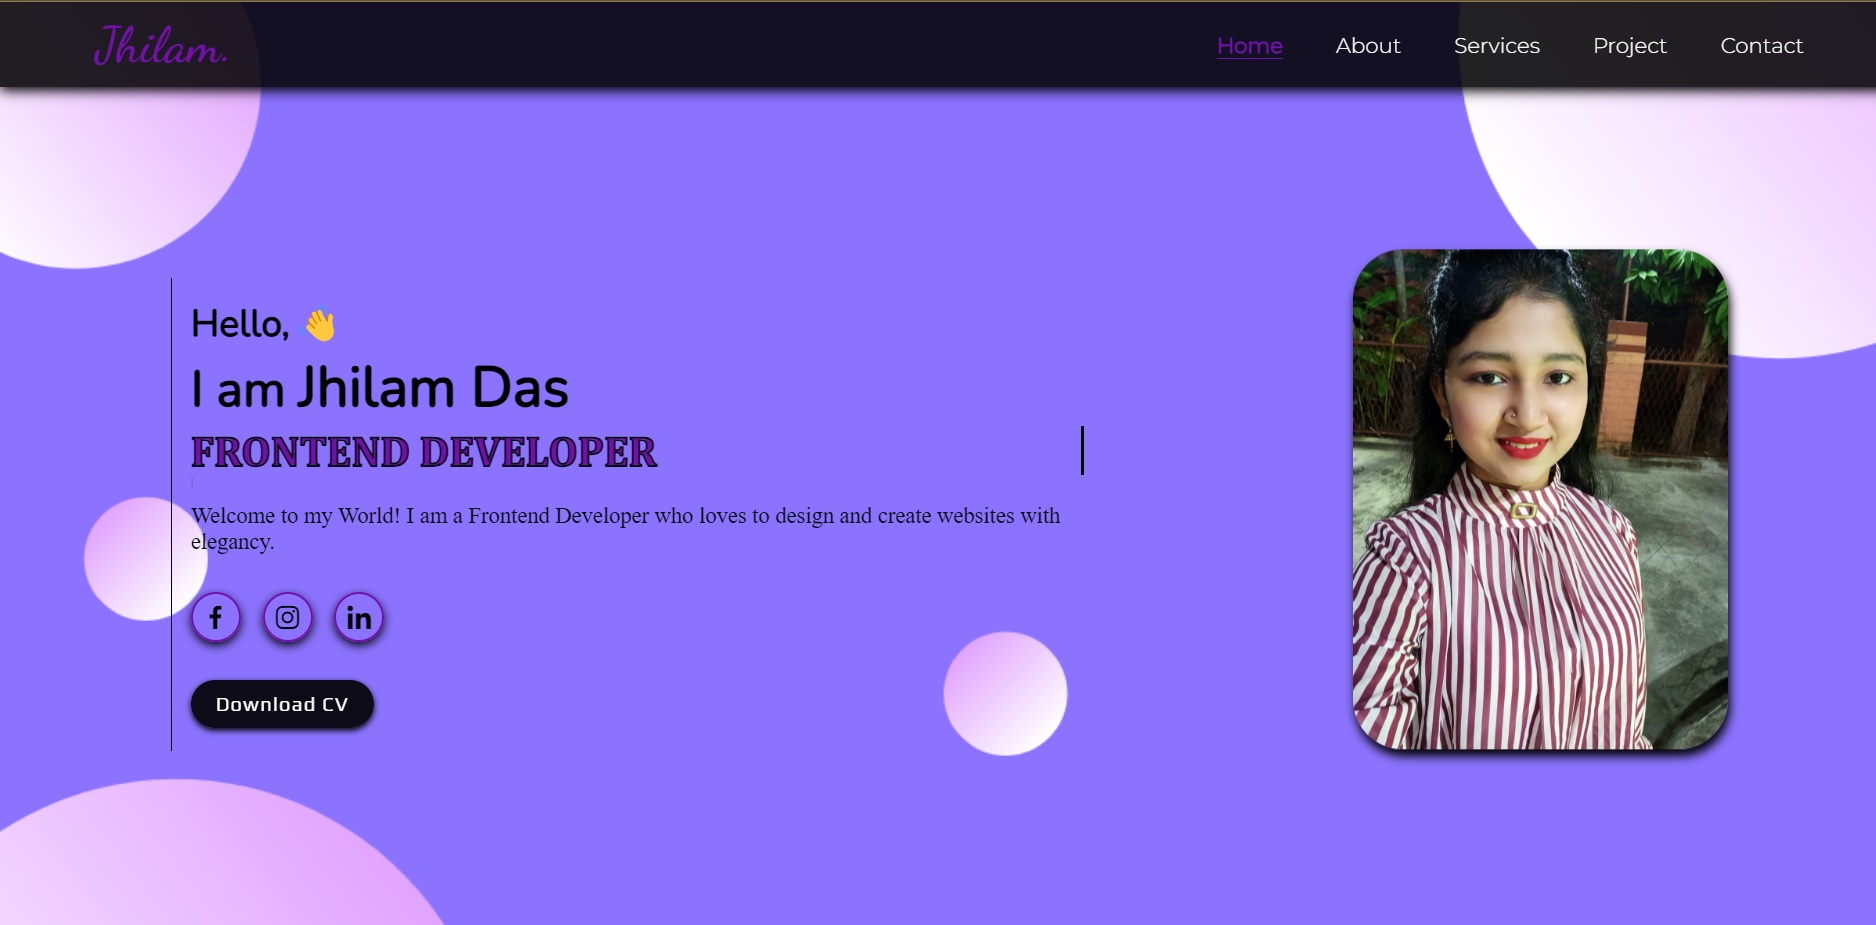 Jhilam.
Home About Services Project Contact
Hello, 👋
I am Jhilam Das
FRONTEND DEVELOPER
Welcome to my World! I am a Frontend Developer who loves to design and create websites with
elegancy.
Download CV